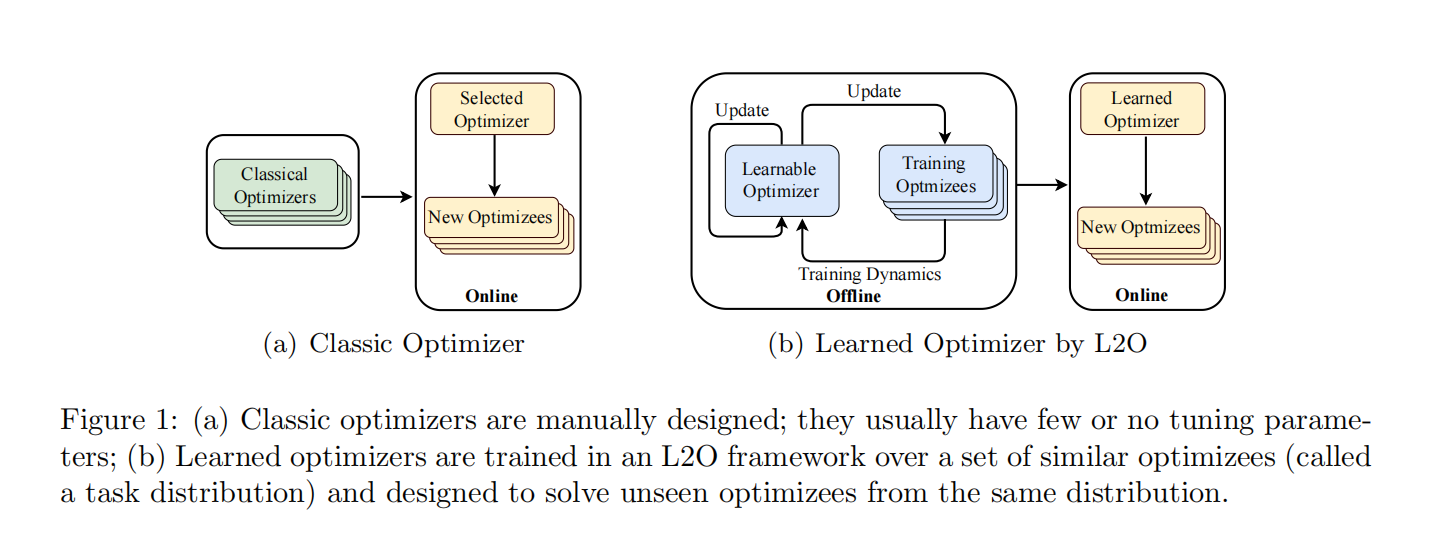 Classical
Optimizers
Selected
Optimizer
New Optimizees
Online
(a) Classic Optimizer
Update
Update
Learnable
Optimizer
Training
Optmizees
Training Dynamics
Offline
Learned
Optimizer
New Optmizees
Online
(b) Learned Optimizer by L2O
Figure 1: (a) Classic optimizers are manually designed; they usually have few or no tuning parame-
ters; (b) Learned optimizers are trained in an L2O framework over a set of similar optimizees (called
a task distribution) and designed to solve unseen optimizees from the same distribution.